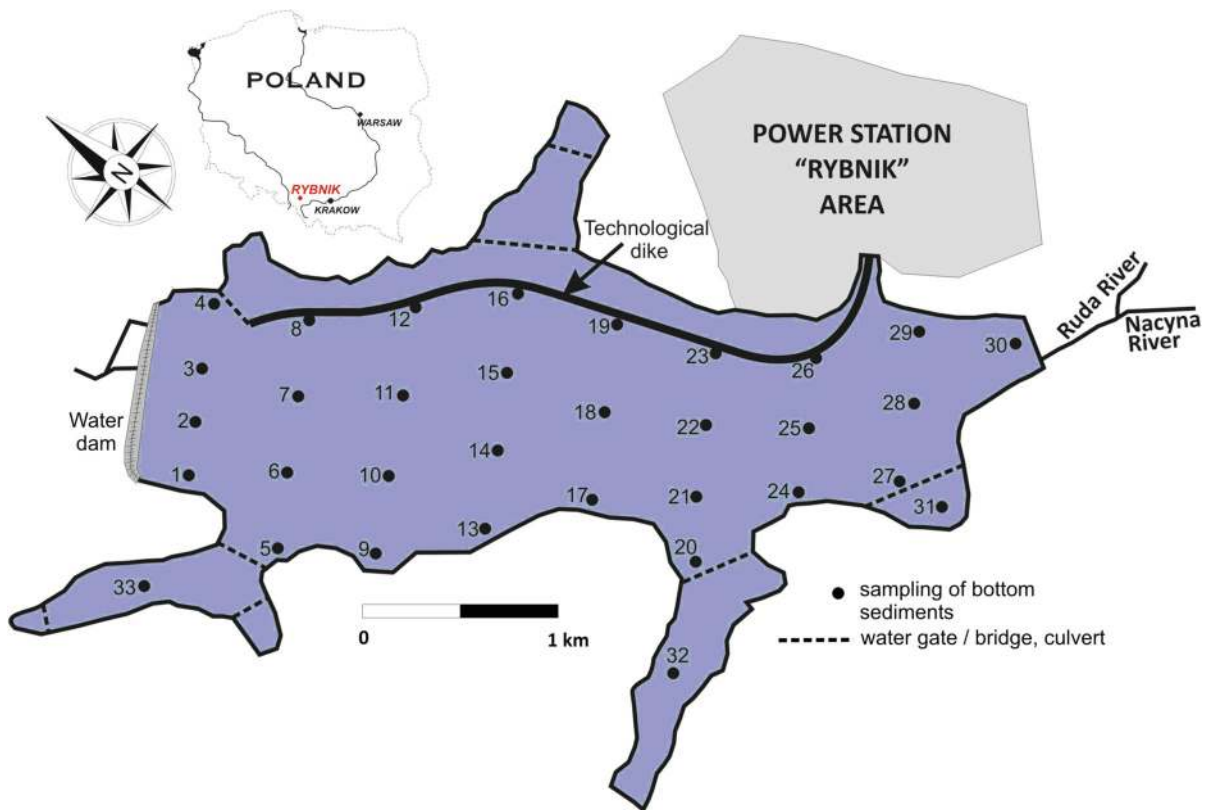 POLAND
WARSAW
RYBNIK
KRAKOW
N
POWER STATION
“RYBNIK”
AREA
Technological
dike
Ruda River
Nacyna
River
Water
dam
4
8
12
16
19
23
26
29
30
3
7
11
15
18
22
25
28
2
1
6
10
14
17
21
24
27
31
5
9
13
20
33
32
0
1 km
sampling of bottom
sediments
water gate / bridge, culvert